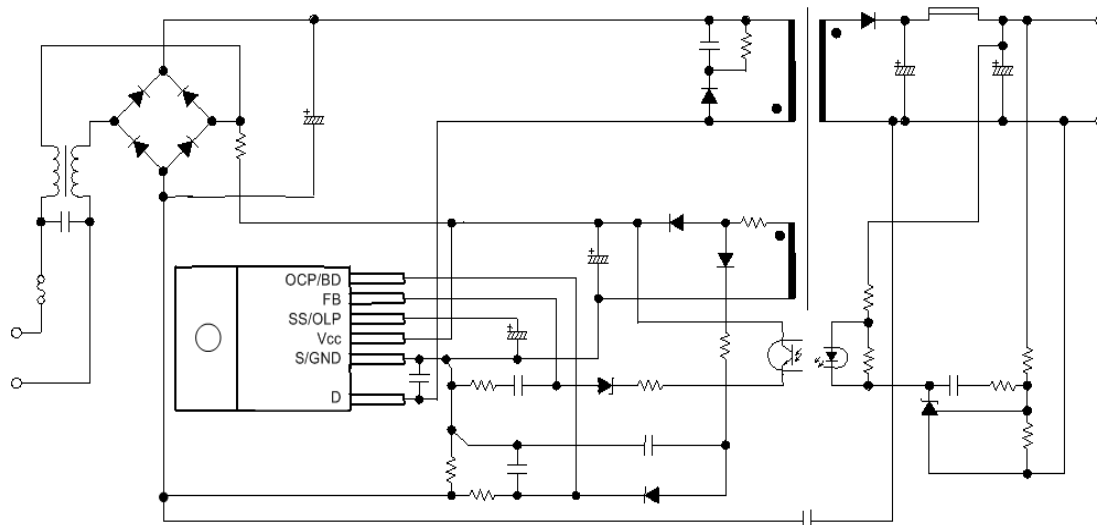 OCP/BD
FB
SS/OLP
Vcc
S/GND
D
+
+
+
+
+